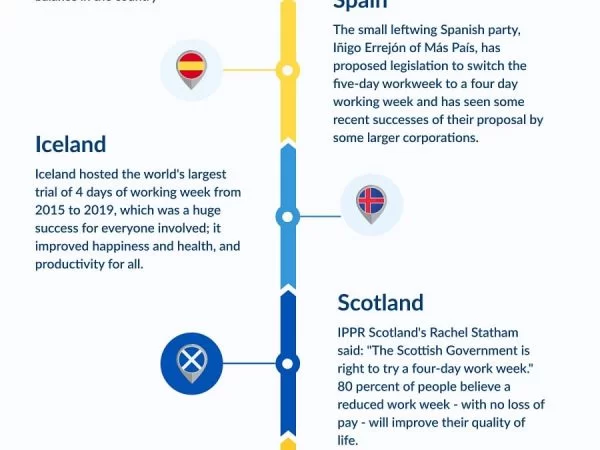 balance in the country
Spain
The small leftwing Spanish party,
Iñigo Errejón of Más País, has
proposed legislation to switch the
five-day workweek to a four day
working week and has seen some
recent successes of their proposal by
some larger corporations.
Iceland
Iceland hosted the world's largest
trial of 4 days of working week from
2015 to 2019, which was a huge
success for everyone involved; it
improved happiness and health, and
productivity for all.
Scotland
IPPR Scotland's Rachel Statham
said: "The Scottish Government is
right to try a four-day work week."
80 percent of people believe a
reduced work week - with no loss of
pay - will improve their quality of
life.